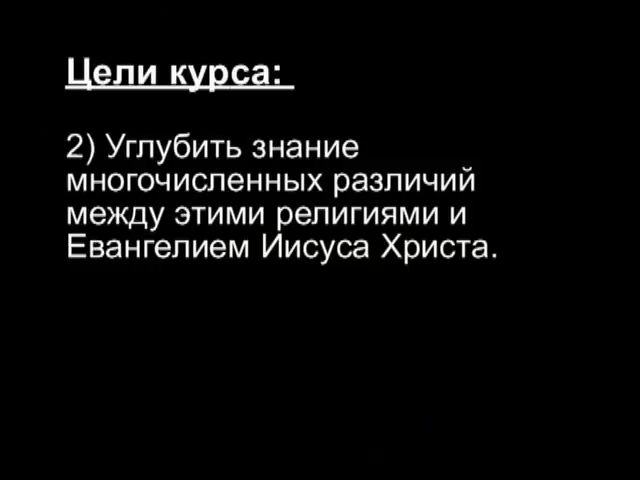 Цели курса:
2) Углубить знание
многочисленных различий
между этими религиями и
Евангелием Иисуса Христа.